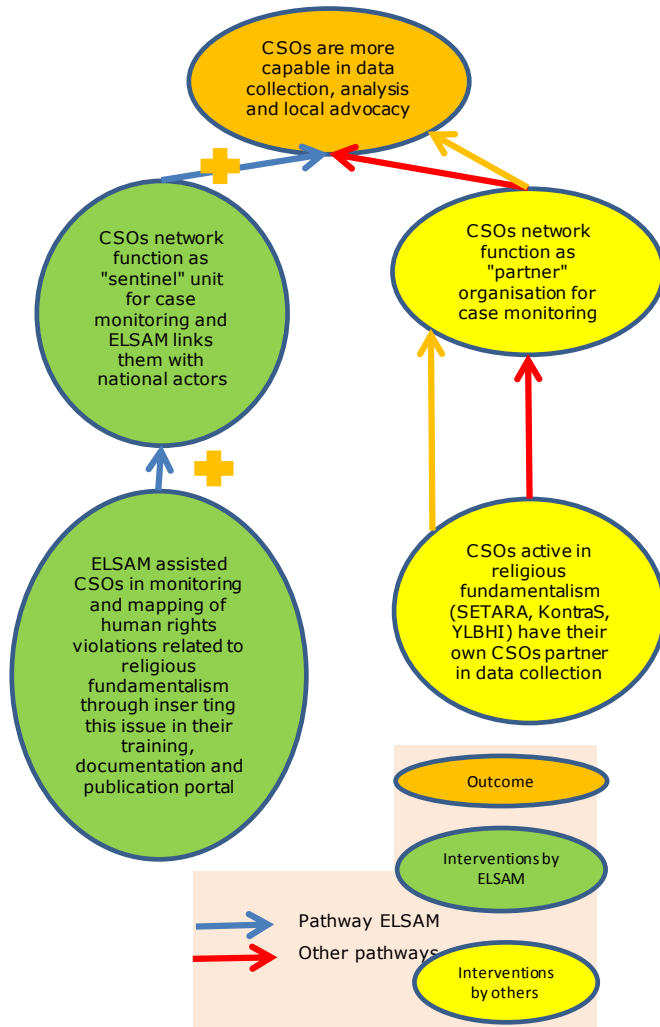 CSOs are more
capable in data
collection, analysis
and local advocacy
CSOs network
function as
"sentinel" unit
for case
monitoring and
ELSAM links
them with
national actors
CSOs network
function as
"partner"
organisation for
case monitoring
ELSAM assisted
CSOs in monitoring
and mapping of
human rights
violations related to
religious
fundamentalism
through inser ting
this issue in their
training,
documentation and
publication portal
CSOs active in
religious
fundamentalism
(SETARA, KontraS,
YLBHI) have their
own CSOs partner
in data collection
Outcome
Interventions by
ELSAM
Pathway ELSAM
Other pathways
Interventions
by others